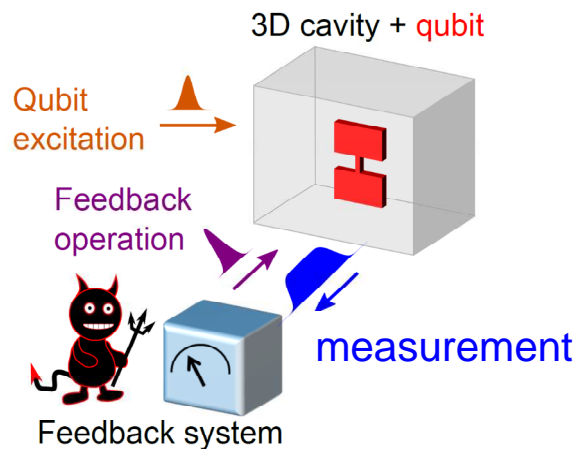 3D cavity + qubit
Qubit
excitation
Feedback
operation
measurement
Feedback system